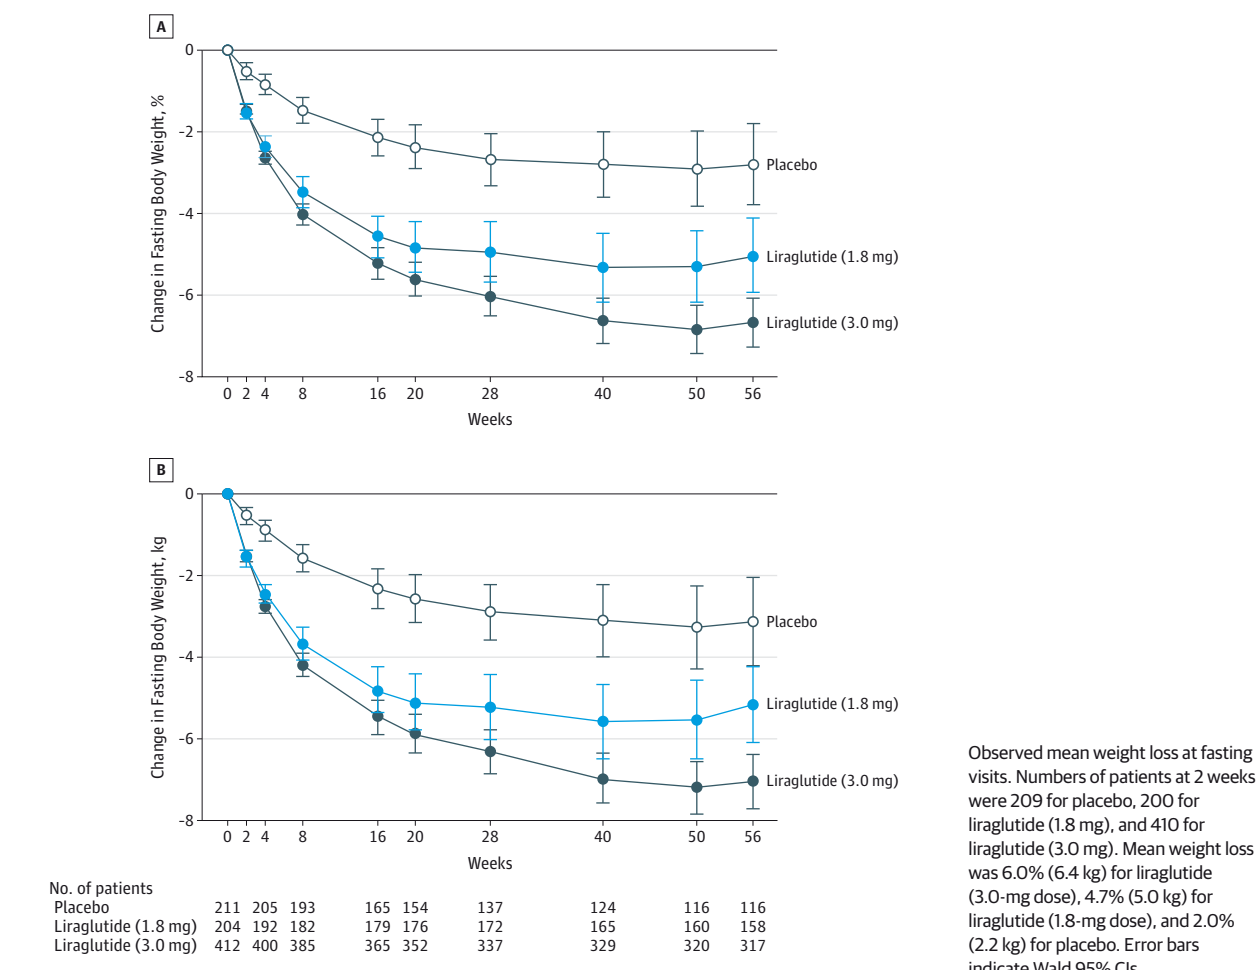 A
Change in Fasting Body Weight, %
0
-2
-4
-6
-8
Placebo
Liraglutide (1.8 mg)
Liraglutide (3.0 mg)
0 2 4 8 16 20 28 40 50 56
Weeks
B
Change in Fasting Body Weight, kg
0
-2
-4
-6
-8
Placebo
Liraglutide (1.8 mg)
Liraglutide (3.0 mg)
0 2 4 8 16 20 28 40 50 56
Weeks
No. of patients
Placebo 211 205 193 165 154 137 124 116 116
Liraglutide (1.8 mg) 204 192 182 179 176 172 165 160 158
Liraglutide (3.0 mg) 412 400 385 365 352 337 329 320 317
Observed mean weight loss at fasting
visits. Numbers of patients at 2 weeks
were 209 for placebo, 200 for
liraglutide (1.8 mg), and 410 for
liraglutide (3.0 mg). Mean weight loss
was 6.0% (6.4 kg) for liraglutide
(3.0-mg dose), 4.7% (5.0 kg) for
liraglutide (1.8-mg dose), and 2.0%
(2.2 kg) for placebo. Error bars
indicate Wald 95% CIs